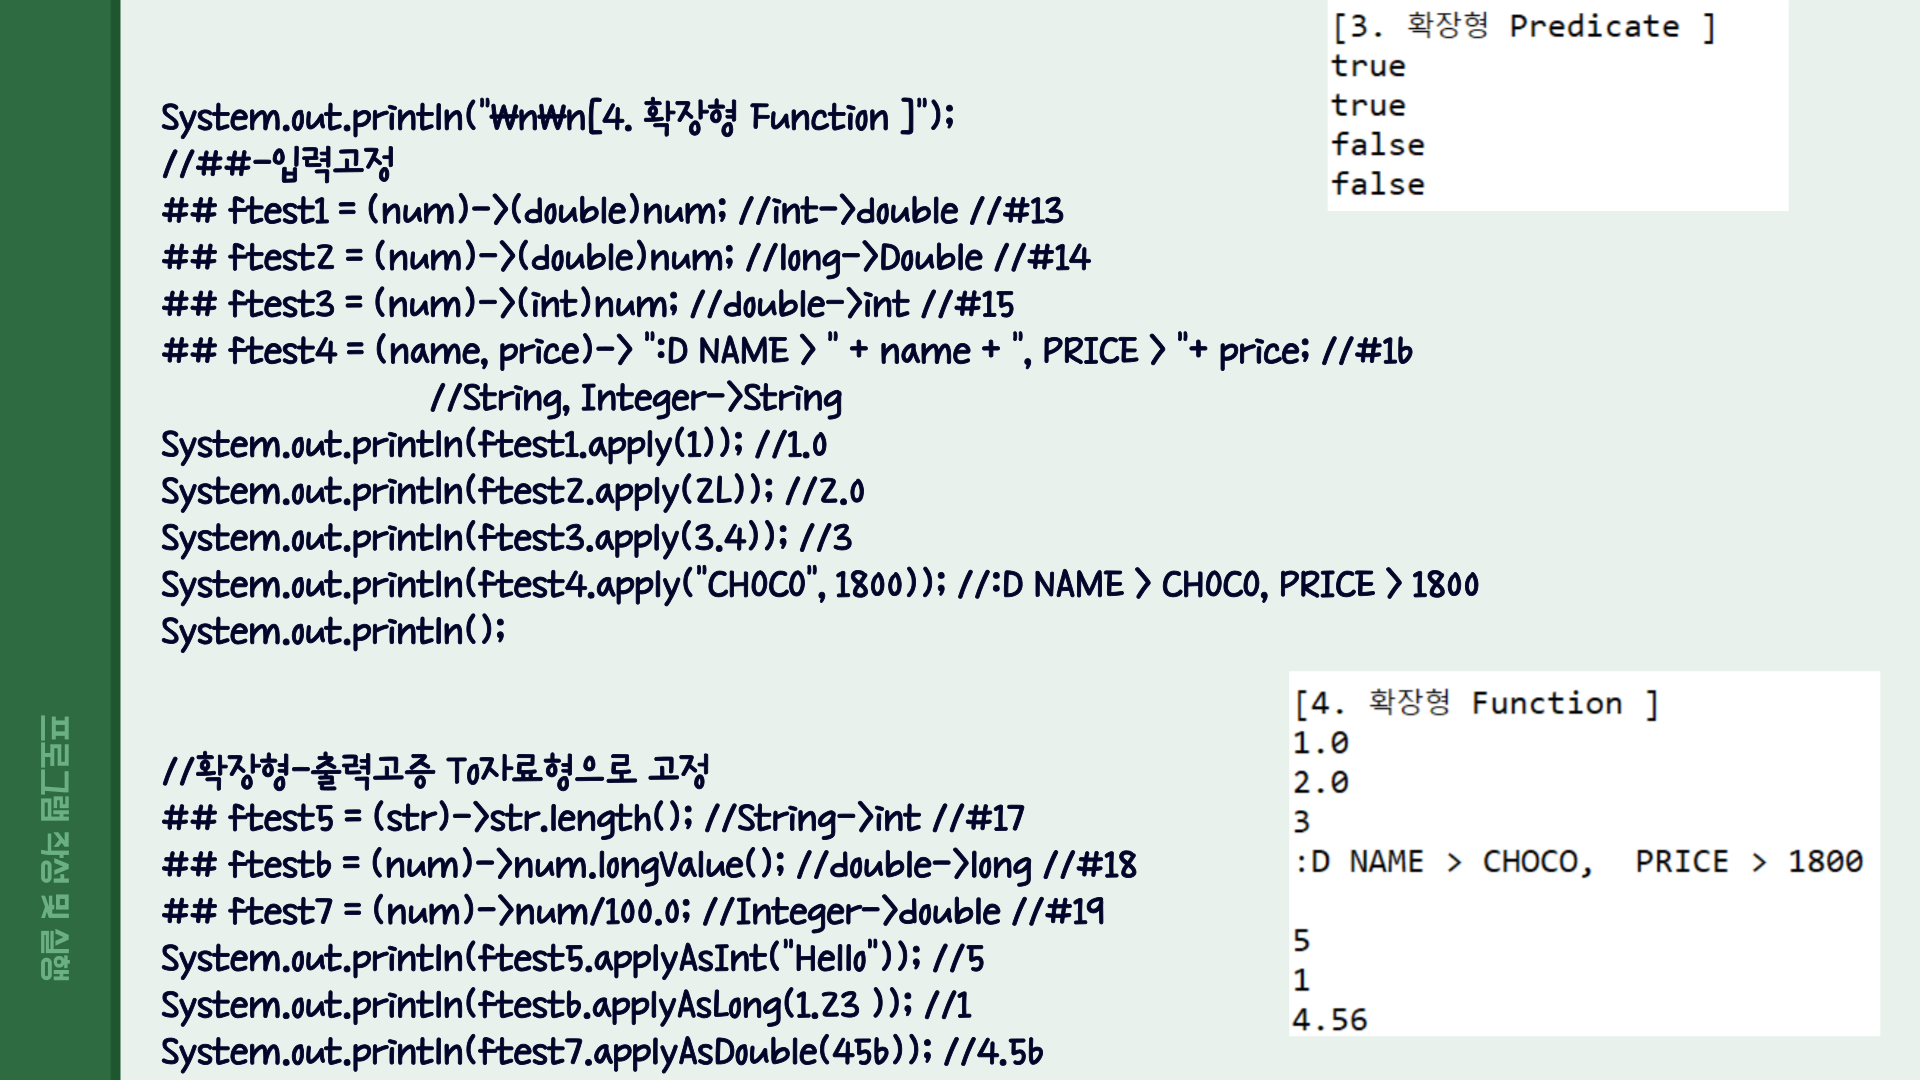 [3. 확장형 Predicate ]
true
true
false
false
System.out.println("₩n₩n[4. 확장형 Function ]");
//##-입력고정
## ftest1 = (num)->(double)num; //int->double //#13
## ftest2 = (num)->(double)num; //long->Double //#14
## ftest3 = (num)->(int)num; //double->int //#15
## ftest4 = (name, price)-> ":D NAME > " + name + ", PRICE > "+ price; //#16
//String, Integer->String
System.out.println(ftest1.apply(1)); //1.0
System.out.println(ftest2.apply(2L)); //2.0
System.out.println(ftest3.apply(3.4)); //3
System.out.println(ftest4.apply("CHOCO", 1800)); //:D NAME > CHOCO, PRICE > 1800
System.out.println();
//확장형-출력고증 To자료형으로 고정
## ftest5 = (str)->str.length(); //String->int //#17
## ftest6 = (num)->num.longValue(); //double->long //#18
## ftest7 = (num)->num/100.0; //Integer->double //#19
System.out.println(ftest5.applyAsInt("Hello")); //5
System.out.println(ftest6.applyAsLong(1.23 )); //1
System.out.println(ftest7.applyAsDouble(456)); //4.56
[4. 확장형 Function ]
1.0
2.0
3
:D NAME > CHOCO,  PRICE > 1800
5
1
4.56
프로그램 작성 및 실행